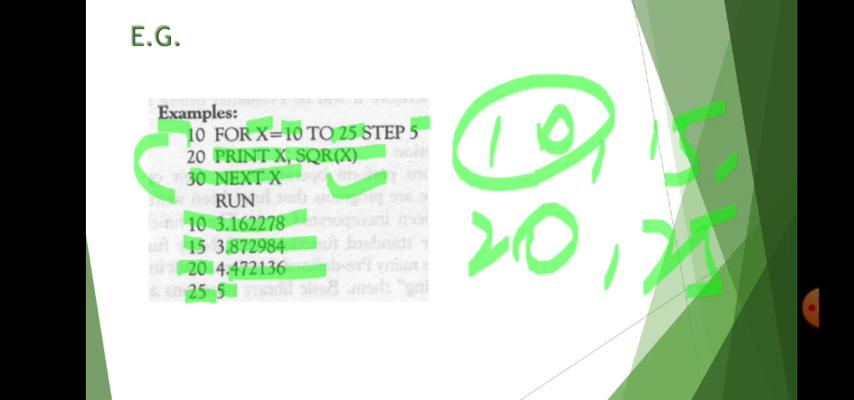 E.G.
Examples:
10 FOR X=10 TO 25 STEP 5
20 PRINT X, SQR(X)
30 NEXT X
RUN
10 3.162278
15 3.872984
20 4.472136
25 5
10, 15,
20, 25